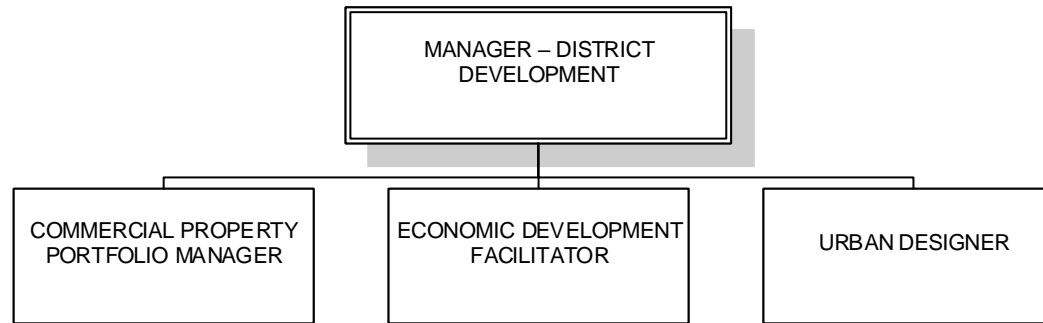 MANAGER – DISTRICT
DEVELOPMENT
COMMERCIAL PROPERTY
PORTFOLIO MANAGER
ECONOMIC DEVELOPMENT
FACILITATOR
URBAN DESIGNER